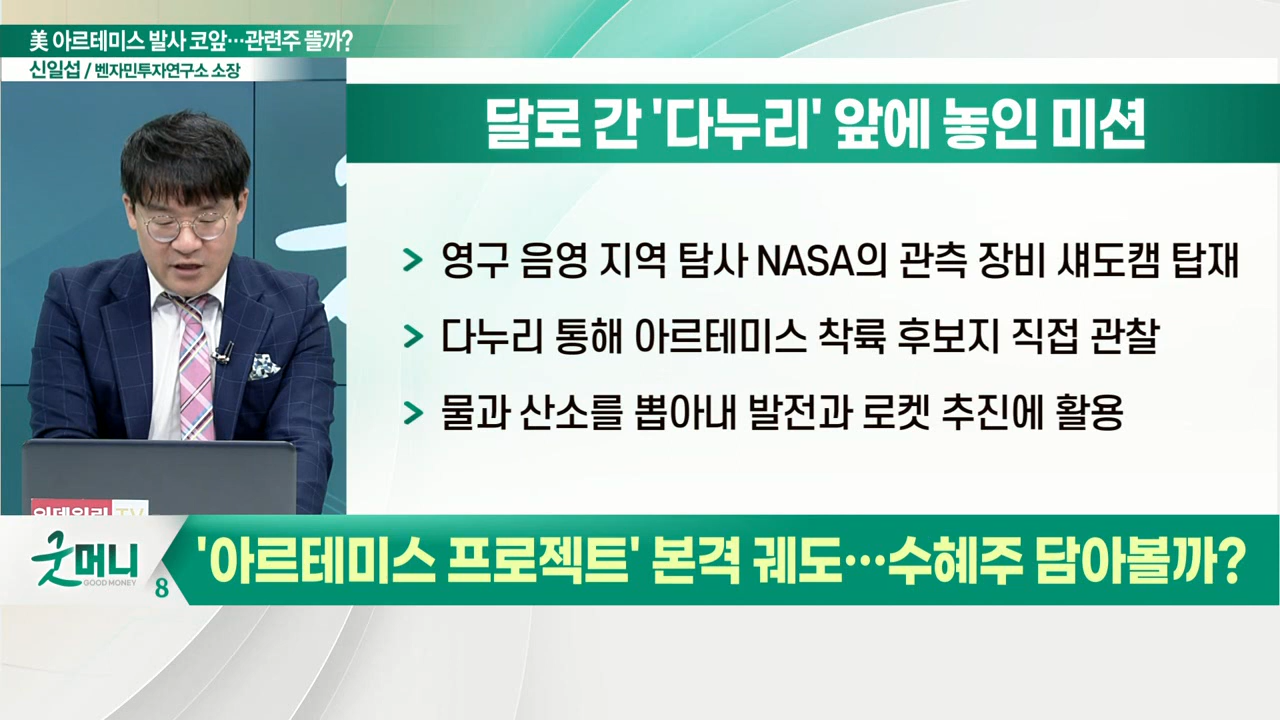 美 아르테미스 발사 코앞…관련주 뜰까?
신일섭 / 벤자민투자연구소 소장
달로 간 '다누리' 앞에 놓인 미션
> 영구 음영 지역 탐사 NASA의 관측 장비 섀도캠 탑재
> 다누리 통해 아르테미스 착륙 후보지 직접 관찰
> 물과 산소를 뽑아내 발전과 로켓 추진에 활용
이데일리 TV
굿머니
GOOD MONEY
8
'아르테미스 프로젝트' 본격 궤도…수혜주 담아볼까?